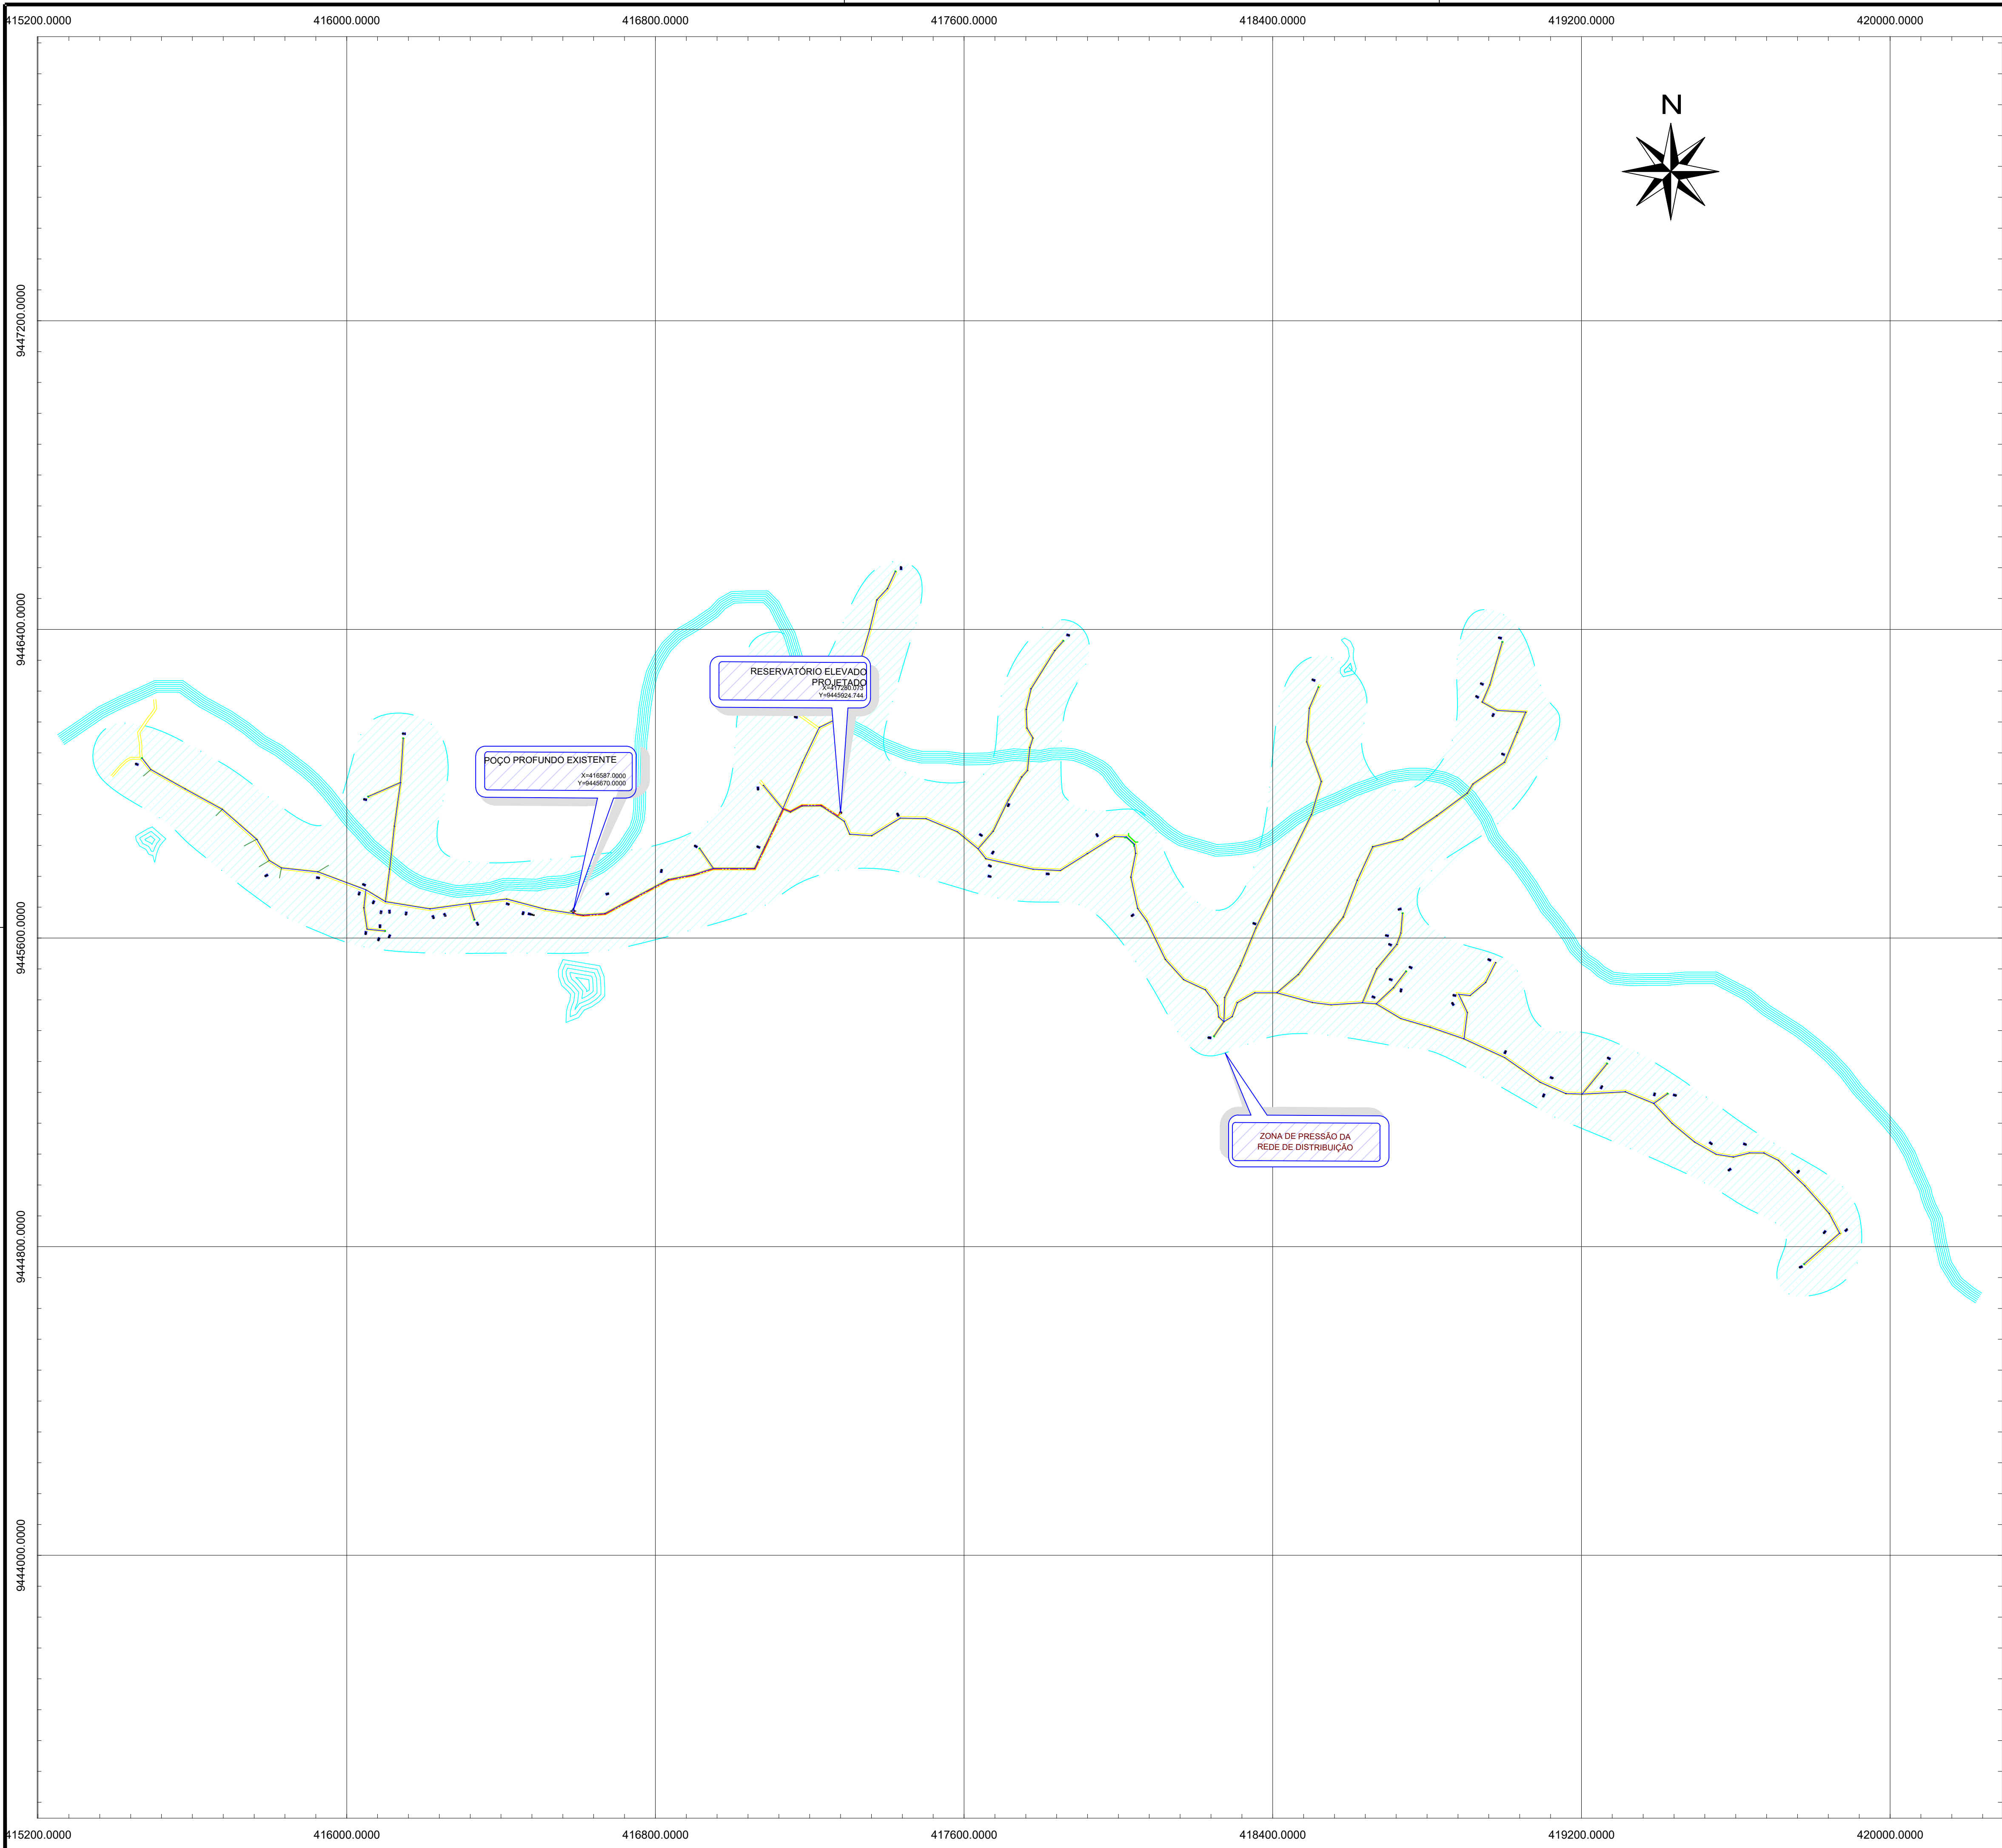 415200.0000 416000.0000 416800.0000 417600.0000 418400.0000 419200.0000 420000.0000
N
9447200.0000
9446400.0000
RESERVATÓRIO ELEVADO
PROJETADO
X=417280.073
Y=9445924.744
POÇO PROFUNDO EXISTENTE
X=416587.0000
Y=9445670.0000
9445600.0000
ZONA DE PRESSÃO DA
REDE DE DISTRIBUIÇÃO
9444800.0000
9444000.0000
415200.0000 416000.0000 416800.0000 417600.0000 418400.0000 419200.0000 420000.0000